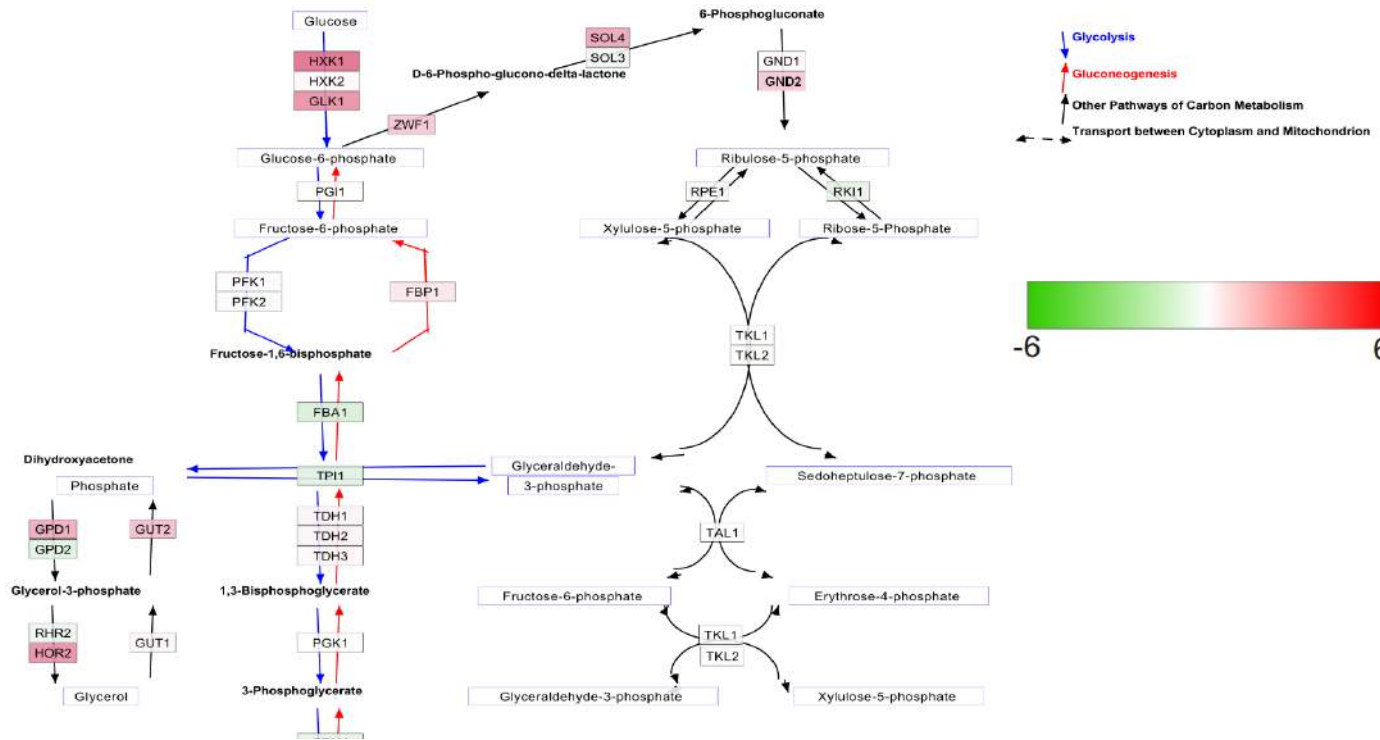 6-Phosphogluconate
Glucose
SOL4
SOL3
Glycolysis
HXK1
HXK2
GLK1
GND1
GND2
D-6-Phospho-glucono-delta-lactone
Gluconeogenesis
Other Pathways of Carbon Metabolism
Transport between Cytoplasm and Mitochondrion
ZWF1
Glucose-6-phosphate
Ribulose-5-phosphate
PGI1
RPE1
RKI1
Fructose-6-phosphate
Xylulose-5-phosphate
Ribose-5-Phosphate
PFK1
PFK2
FBP1
TKL1
TKL2
-6
6
Fructose-1,6-bisphosphate
FBA1
Dihydroxyacetone
Phosphate
TPI1
Glyceraldehyde-
3-phosphate
Sedoheptulose-7-phosphate
GPD1
GPD2
GUT2
TDH1
TDH2
TDH3
TAL1
Glycerol-3-phosphate
1,3-Bisphosphoglycerate
Fructose-6-phosphate
Erythrose-4-phosphate
RHR2
HOR2
GUT1
PGK1
TKL1
TKL2
3-Phosphoglycerate
Glycerol
Glyceraldehyde-3-phosphate
Xylulose-5-phosphate